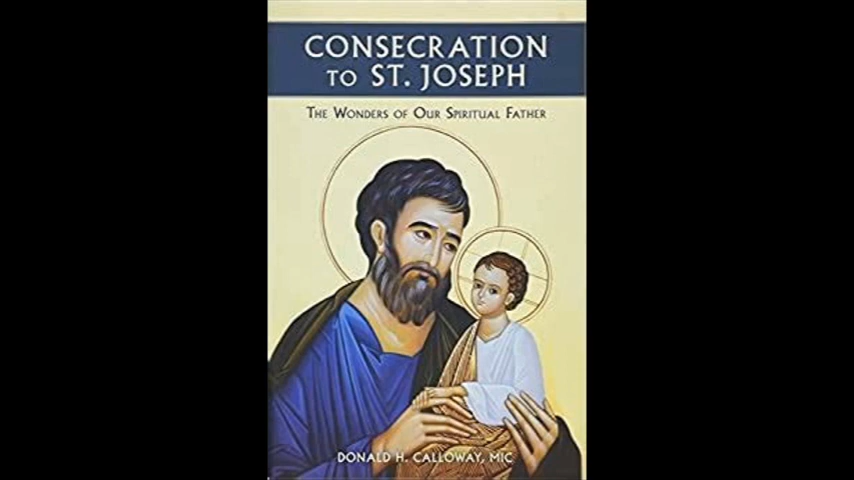 CONSECRATION
TO ST. JOSEPH
THE WONDERS OF OUR SPIRITUAL FATHER
DONALD H. CALLOWAY, MIC